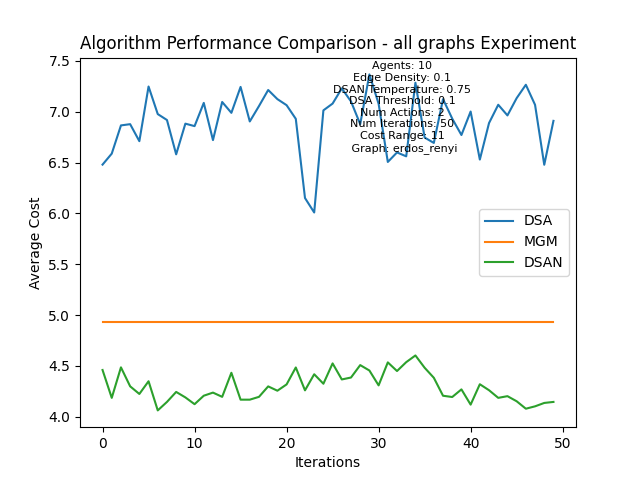 Algorithm Performance Comparison - all graphs Experiment
Agents: 10
Edge Density: 0.1
DSAN Temperature: 0.75
DSA Threshold: 0.1
Num Actions: 2
Num Iterations: 50
Cost Range: 11
Graph: erdos_renyi
7.5
7.0
6.5
6.0
5.5
5.0
4.5
4.0
Average Cost
DSA
MGM
DSAN
0 10 20 30 40 50
Iterations